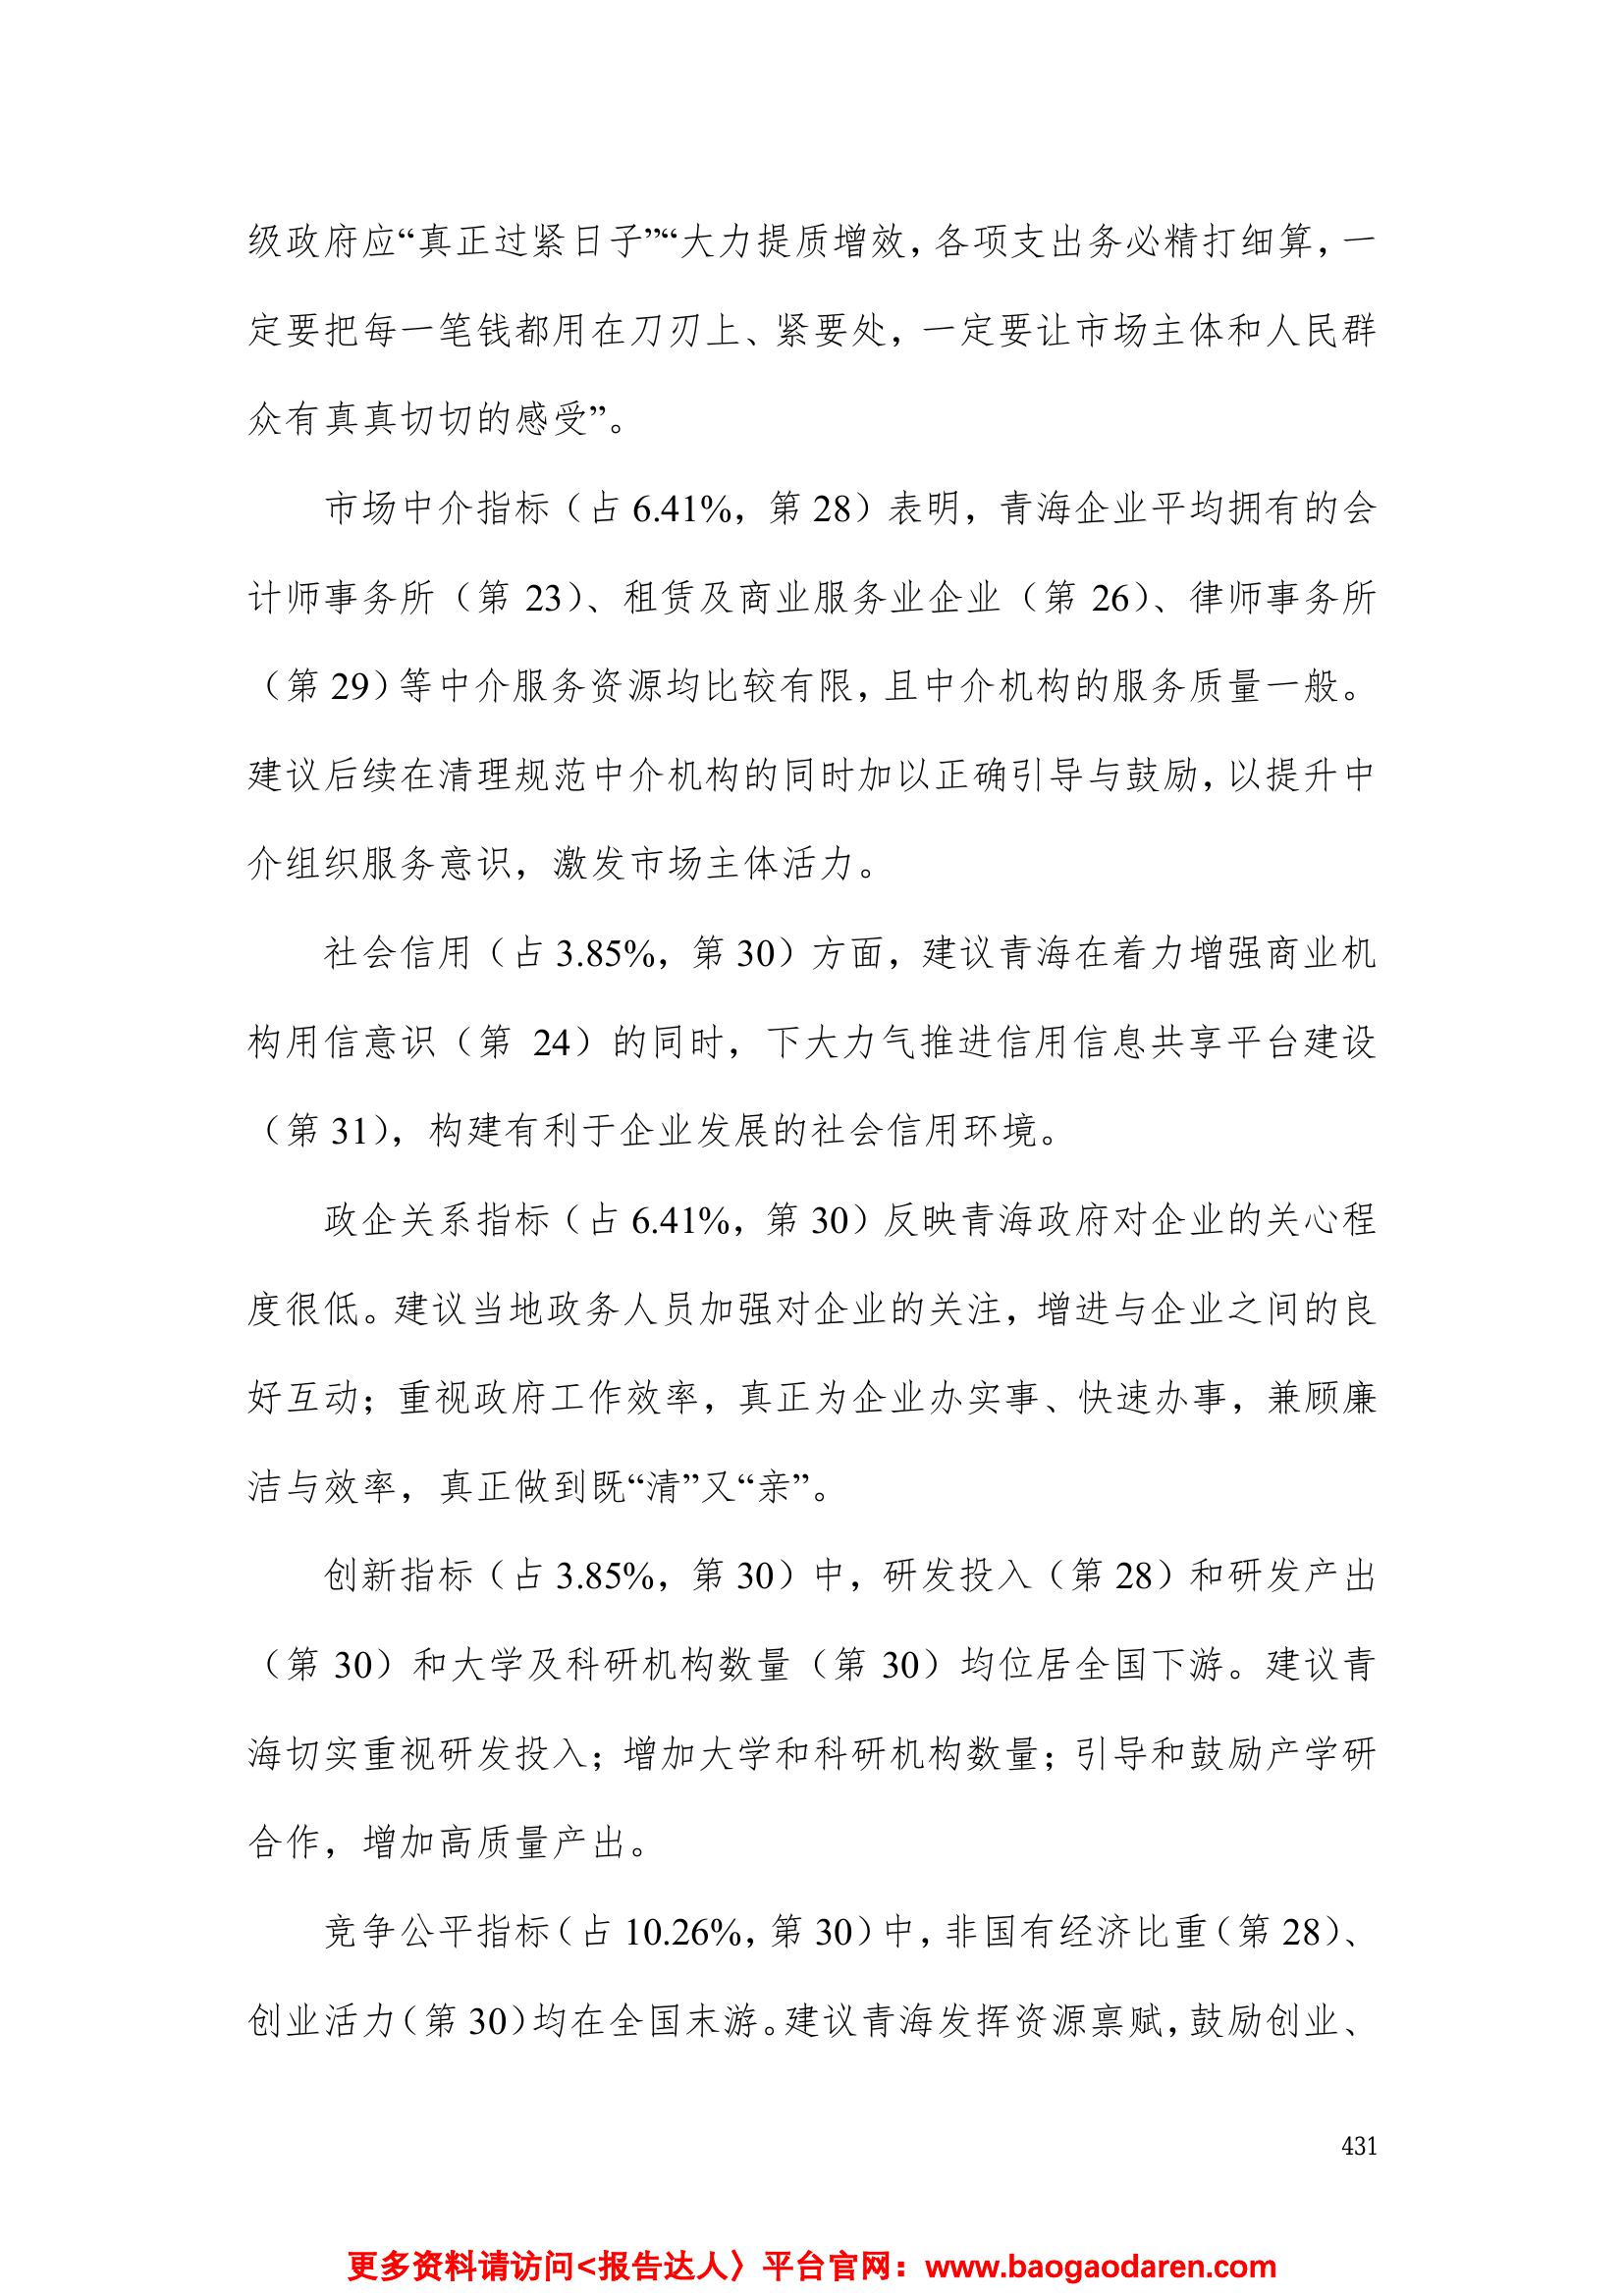 级政府应“真正过紧日子”“大力提质增效，各项支出务必精打细算，一
定要把每一笔钱都用在刀刃上、紧要处，一定要让市场主体和人民群
众有真真切切的感受”。
市场中介指标（占 6.41%，第 28）表明，青海企业平均拥有的会
计师事务所（第 23）、租赁及商业服务业企业（第 26）、律师事务所
（第 29）等中介服务资源均比较有限，且中介机构的服务质量一般。
建议后续在清理规范中介机构的同时加以正确引导与鼓励，以提升中
介组织服务意识，激发市场主体活力。
社会信用（占 3.85%，第 30）方面，建议青海在着力增强商业机
构用信意识（第 24）的同时，下大力气推进信用信息共享平台建设
（第 31），构建有利于企业发展的社会信用环境。
政企关系指标（占 6.41%，第 30）反映青海政府对企业的关心程
度很低。建议当地政务人员加强对企业的关注，增进与企业之间的良
好互动；重视政府工作效率，真正为企业办实事、快速办事，兼顾廉
洁与效率，真正做到既“清”又“亲”。
创新指标（占 3.85%，第 30）中，研发投入（第 28）和研发产出
（第 30）和大学及科研机构数量（第 30）均位居全国下游。建议青
海切实重视研发投入；增加大学和科研机构数量；引导和鼓励产学研
合作，增加高质量产出。
竞争公平指标（占 10.26%，第 30）中，非国有经济比重（第 28）、
创业活力（第 30）均在全国末游。建议青海发挥资源禀赋，鼓励创业、
431
更多资料请访问<报告达人〉平台官网：www.baogaodaren.com